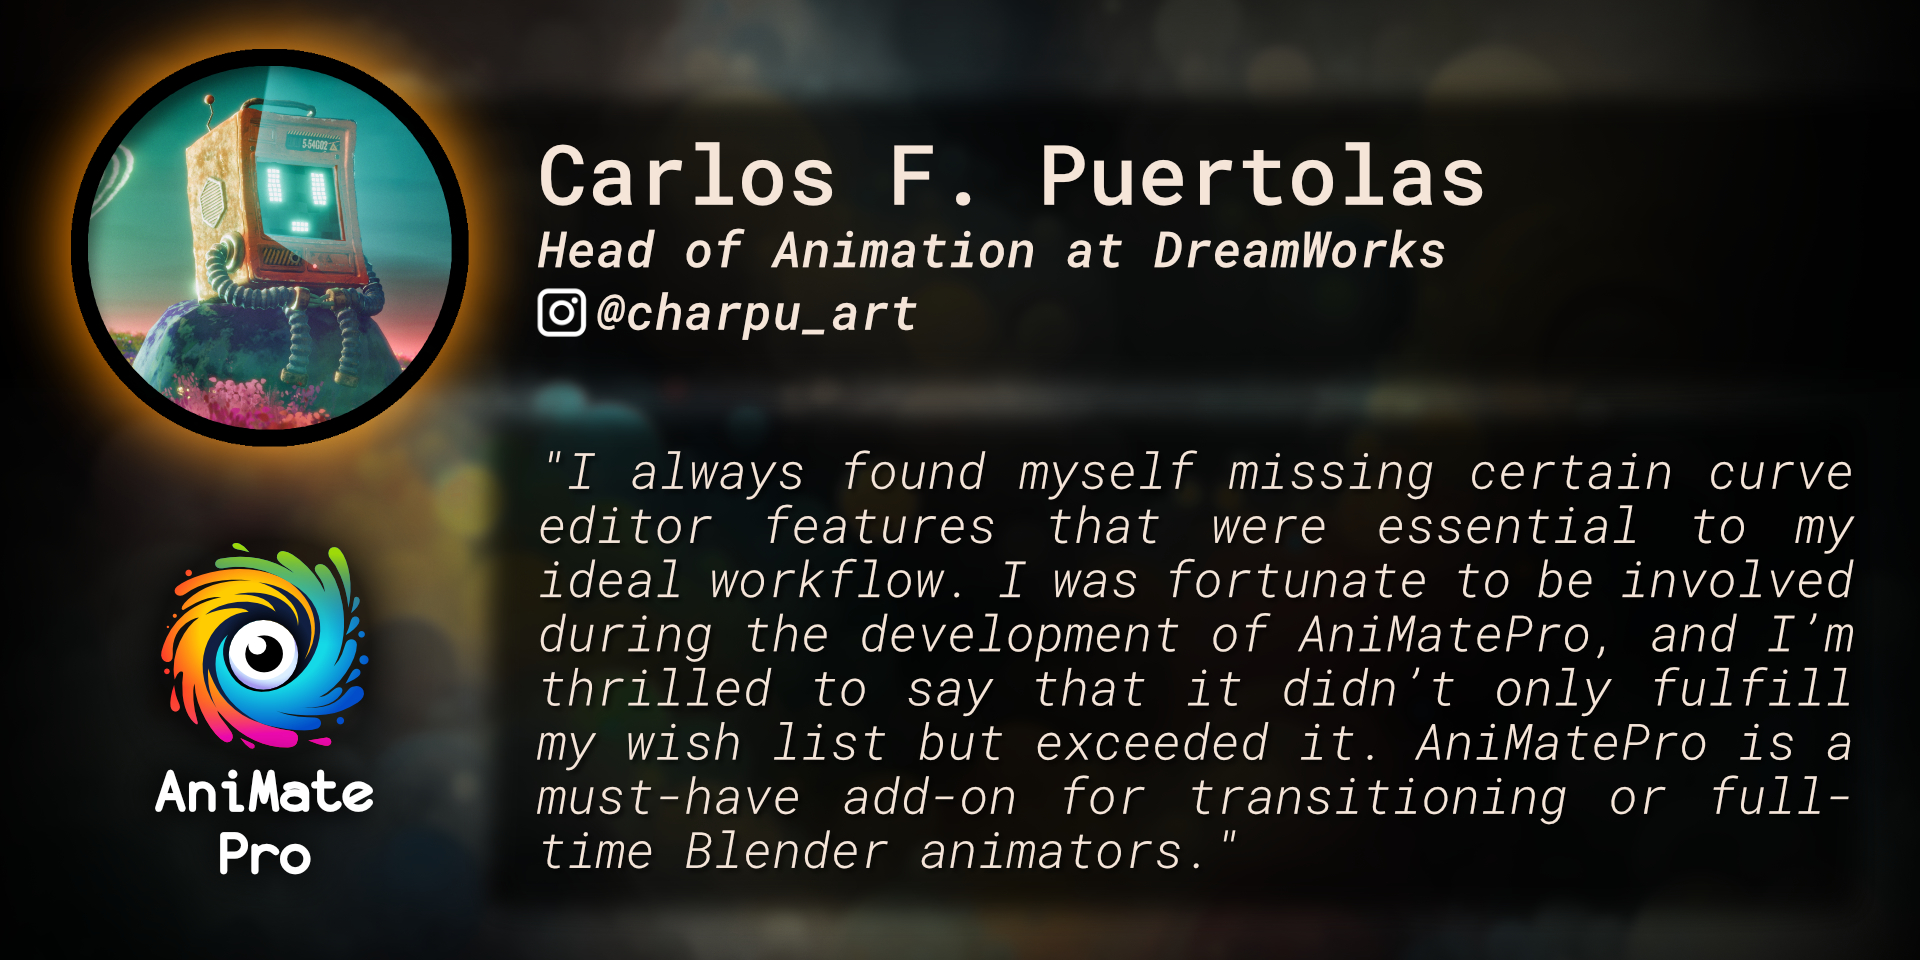 Carlos F. Puertolas
Head of Animation at DreamWorks
@charpu_art
"I always found myself missing certain curve
editor features that were essential to my
ideal workflow. I was fortunate to be involved
during the development of AniMatePro, and I’m
thrilled to say that it didn’t only fulfill
my wish list but exceeded it. AniMatePro is a
must-have add-on for transitioning or full-
time Blender animators."
AniMate
Pro